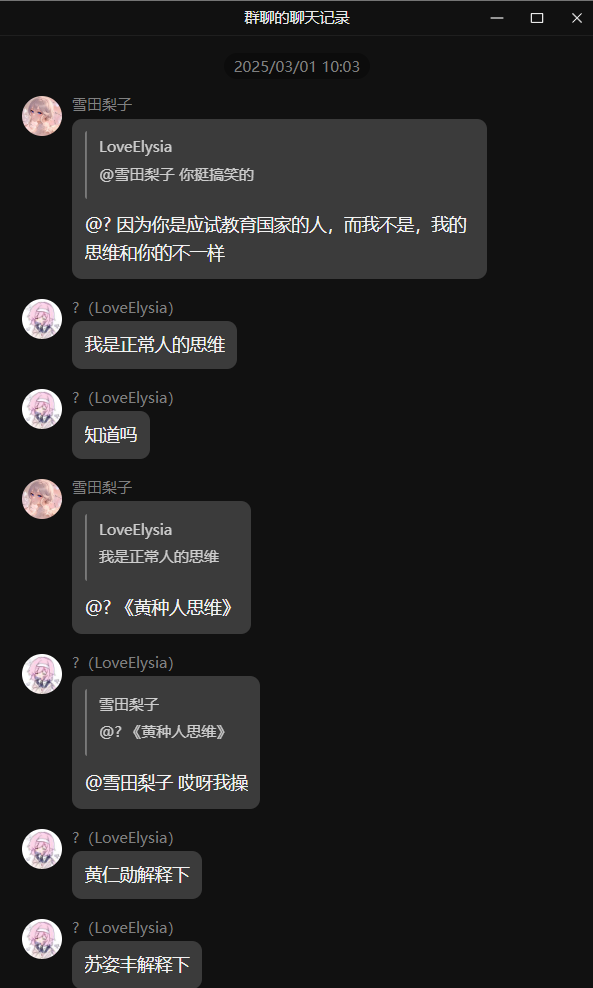 群聊的聊天记录
2025/03/01 10:03
雪田梨子
LoveElysia
@雪田梨子 你挺搞笑的
@? 因为你是应试教育国家的人，而我不是，我的
思维和你的不一样
?（LoveElysia）
我是正常人的思维
?（LoveElysia）
知道吗
雪田梨子
LoveElysia
我是正常人的思维
@? 《黄种人思维》
?（LoveElysia）
雪田梨子
@? 《黄种人思维》
@雪田梨子 哎呀我操
?（LoveElysia）
黄仁勋解释下
?（LoveElysia）
苏姿丰解释下